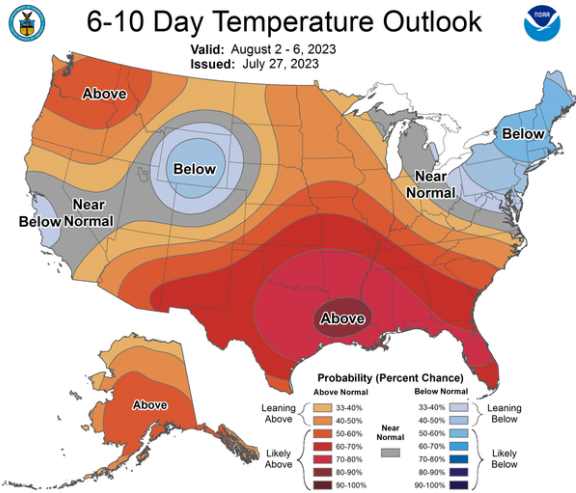 6-10 Day Temperature Outlook
Valid: August 2 - 6, 2023
Issued: July 27, 2023
NOAA
Above
Below
Below
Near
Normal
Near
Normal
Below
Above
Above
Probability (Percent Chance)
Above Normal
Below Normal
Leaning
Above
33-40%
40-50%
Likely
Above
50-60%
60-70%
70-80%
80-90%
90-100%
Near
Normal
33-40%
40-50%
Leaning
Below
50-60%
60-70%
70-80%
80-90%
90-100%
Likely
Below